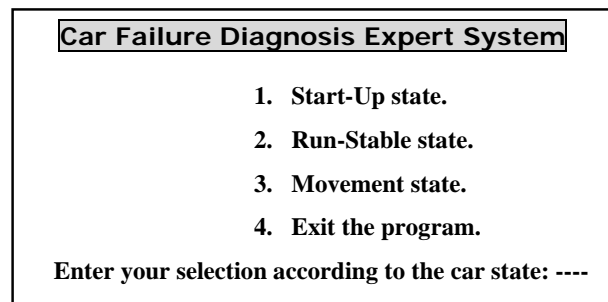 Car Failure Diagnosis Expert System
1. Start-Up state.
2. Run-Stable state.
3. Movement state.
4. Exit the program.
Enter your selection according to the car state: ----